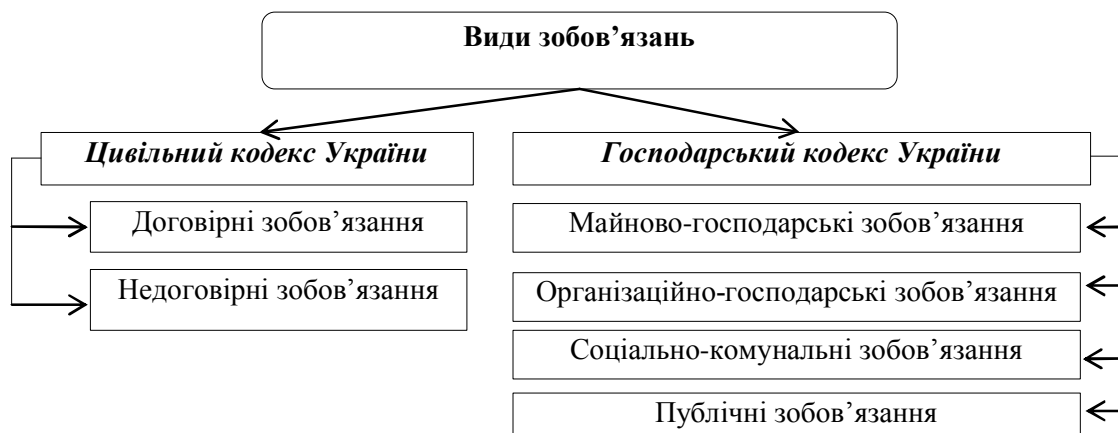 Види зобов’язань
Цивільний кодекс України
Договірні зобов’язання
Недоговірні зобов’язання
Господарський кодекс України
Майново-господарські зобов’язання
Організаційно-господарські зобов’язання
Соціально-комунальні зобов’язання
Публічні зобов’язання